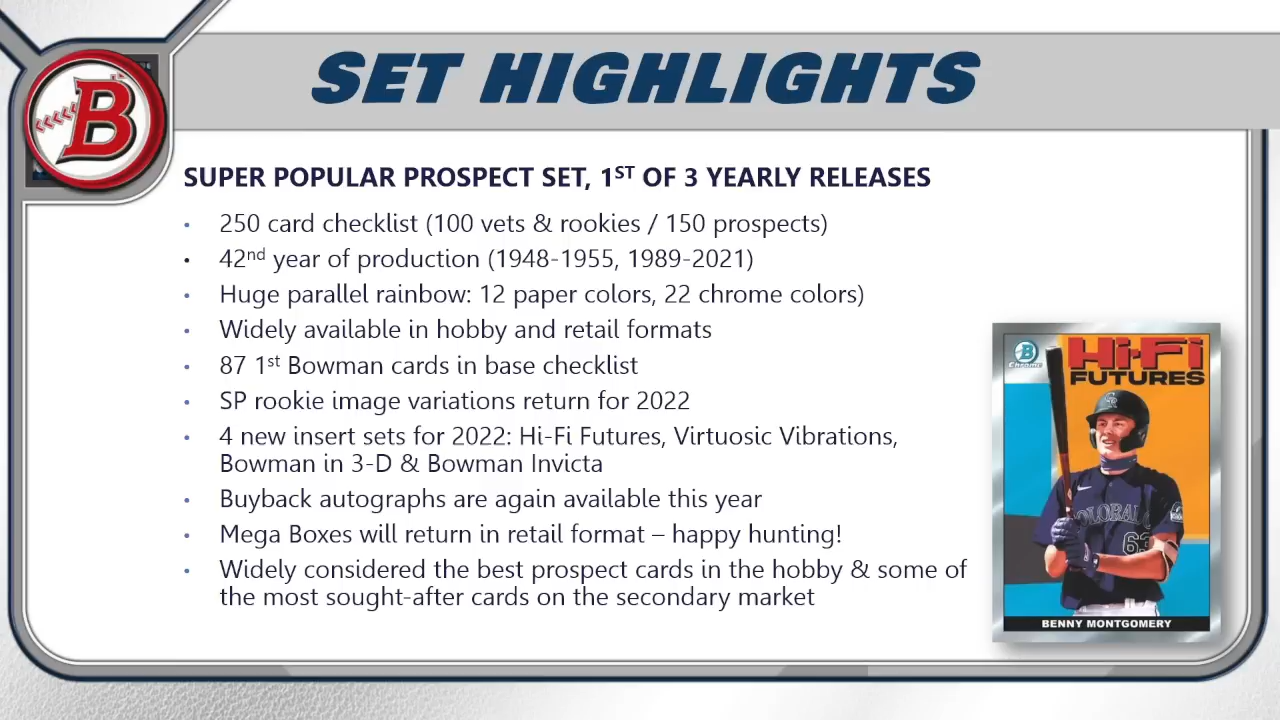 B
SET HIGHLIGHTS
SUPER POPULAR PROSPECT SET, 1ST OF 3 YEARLY RELEASES
• 250 card checklist (100 vets & rookies / 150 prospects)
• 42nd year of production (1948-1955, 1989-2021)
• Huge parallel rainbow: 12 paper colors, 22 chrome colors)
• Widely available in hobby and retail formats
• 87 1st Bowman cards in base checklist
• SP rookie image variations return for 2022
• 4 new insert sets for 2022: Hi-Fi Futures, Virtuosic Vibrations,
Bowman in 3-D & Bowman Invicta
• Buyback autographs are again available this year
• Mega Boxes will return in retail format – happy hunting!
• Widely considered the best prospect cards in the hobby & some of
the most sought-after cards on the secondary market
B
Chrome
Hi-Fi
FUTURES
CR
COLORAD
63
BENNY MONTGOMERY